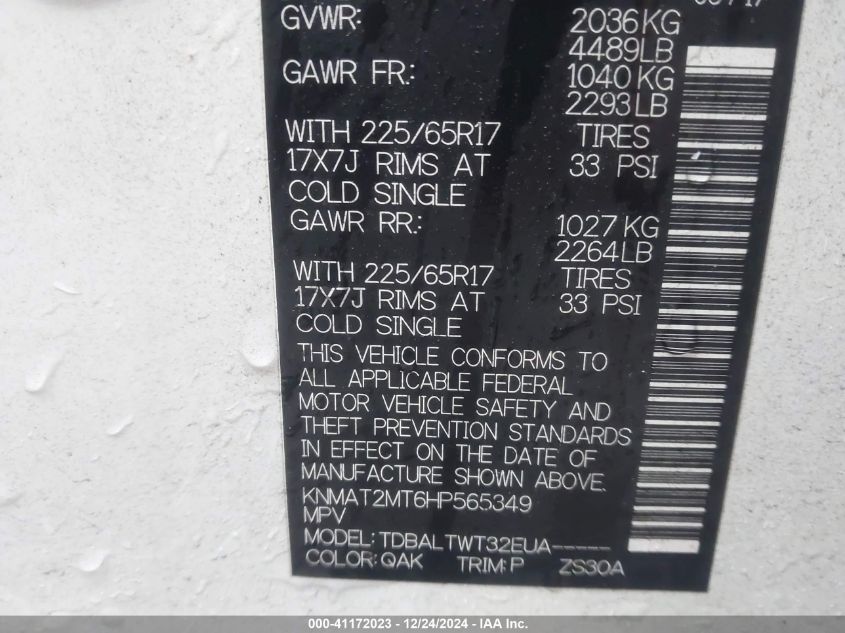 GVWR: 2036KG
4489LB
GAWR FR: 1040KG
2293LB
WITH 225/65R17 TIRES
17X7J RIMS AT 33 PSI
COLD SINGLE
GAWR RR: 1027KG
2264LB
WITH 225/65R17 TIRES
17X7J RIMS AT 33 PSI
COLD SINGLE
THIS VEHICLE CONFORMS TO
ALL APPLICABLE FEDERAL
MOTOR VEHICLE SAFETY AND
THEFT PREVENTION STANDARDS
IN EFFECT ON THE DATE OF
MANUFACTURE SHOWN ABOVE.
KNMAT2MT6HP565349
MPV
MODEL:TDBALTWT32EUA-----
COLOR:QAK TRIM:P ZS30A
000-41172023 - 12/24/2024 - IAA Inc.